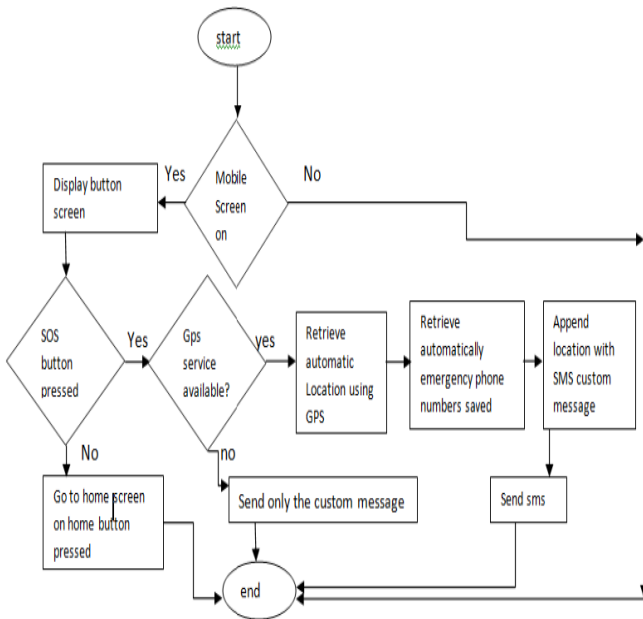 start
Mobile
Screen
on
Yes
No
Display button
screen
SOS
button
pressed
Yes
Gps
service
available?
yes
Retrieve
automatic
Location using
GPS
Retrieve
automatically
emergency phone
numbers saved
Append
location with
SMS custom
message
No
no
Go to home screen
on home button
pressed
Send only the custom message
Send sms
end